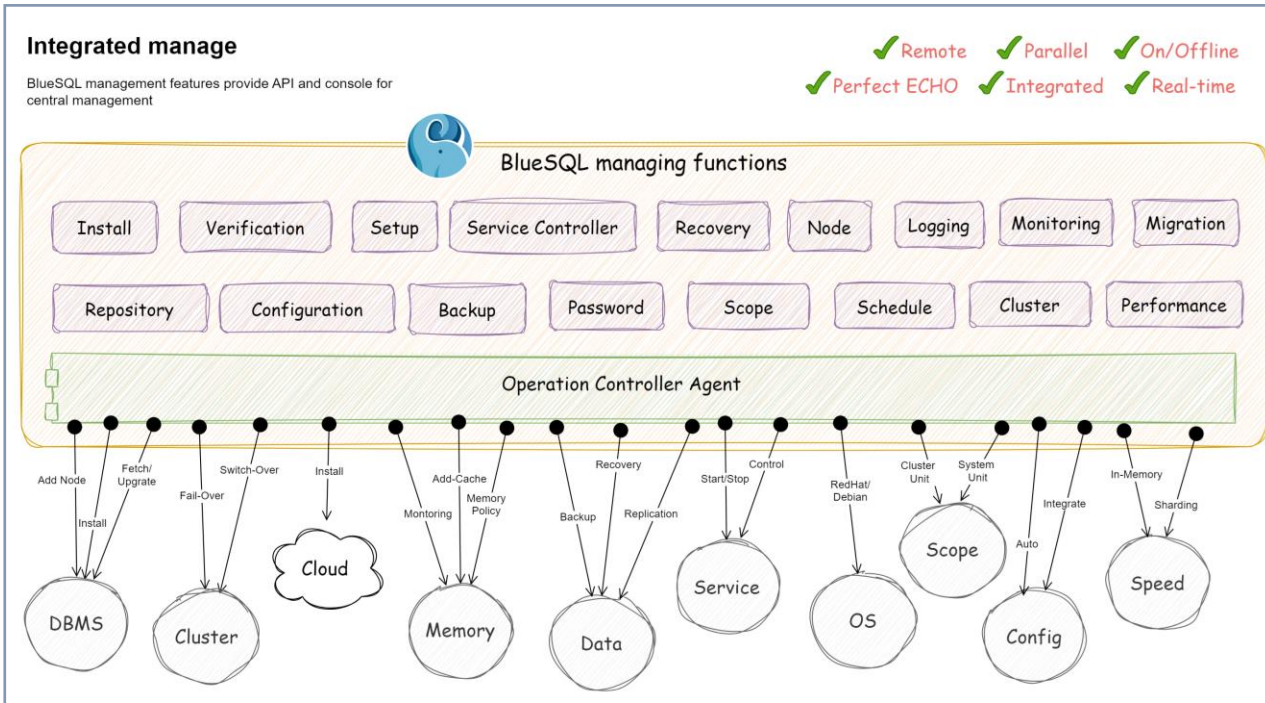 Integrated manage
BlueSQL management features provide API and console for
central management
Remote Parallel On/Offline
Perfect ECHO Integrated Real-time
BlueSQL managing functions
Install Verification Setup Service Controller Recovery Node Logging Monitoring Migration
Repository Configuration Backup Password Scope Schedule Cluster Performance
Operation Controller Agent
Add Node
Install
Fetch/
Upgrate
Fail-Over
Switch-Over
Install
Montoring
Add-Cache
Memory
Policy
Backup
Recovery
Replication
Start/Stop
Control
RedHat/
Debian
Cluster
Unit
System
Unit
Auto
Integrate
In-Memory
Sharding
DBMS
Cluster
Cloud
Memory
Data
Service
OS
Scope
Config
Speed